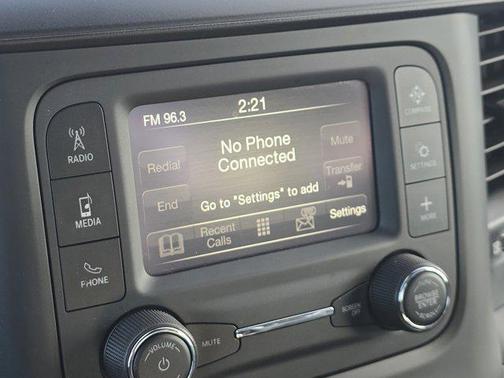 FM 96.3
2:21
No Phone
Connected
Redial
Mute
End
Transfer
Go to "Settings" to add
Recent
Calls
Settings
RADIO
MEDIA
PHONE
COMPASS
SETTINGS
MORE
VOLUME
MUTE
SCREEN
OFF
BROWSE
ENTER